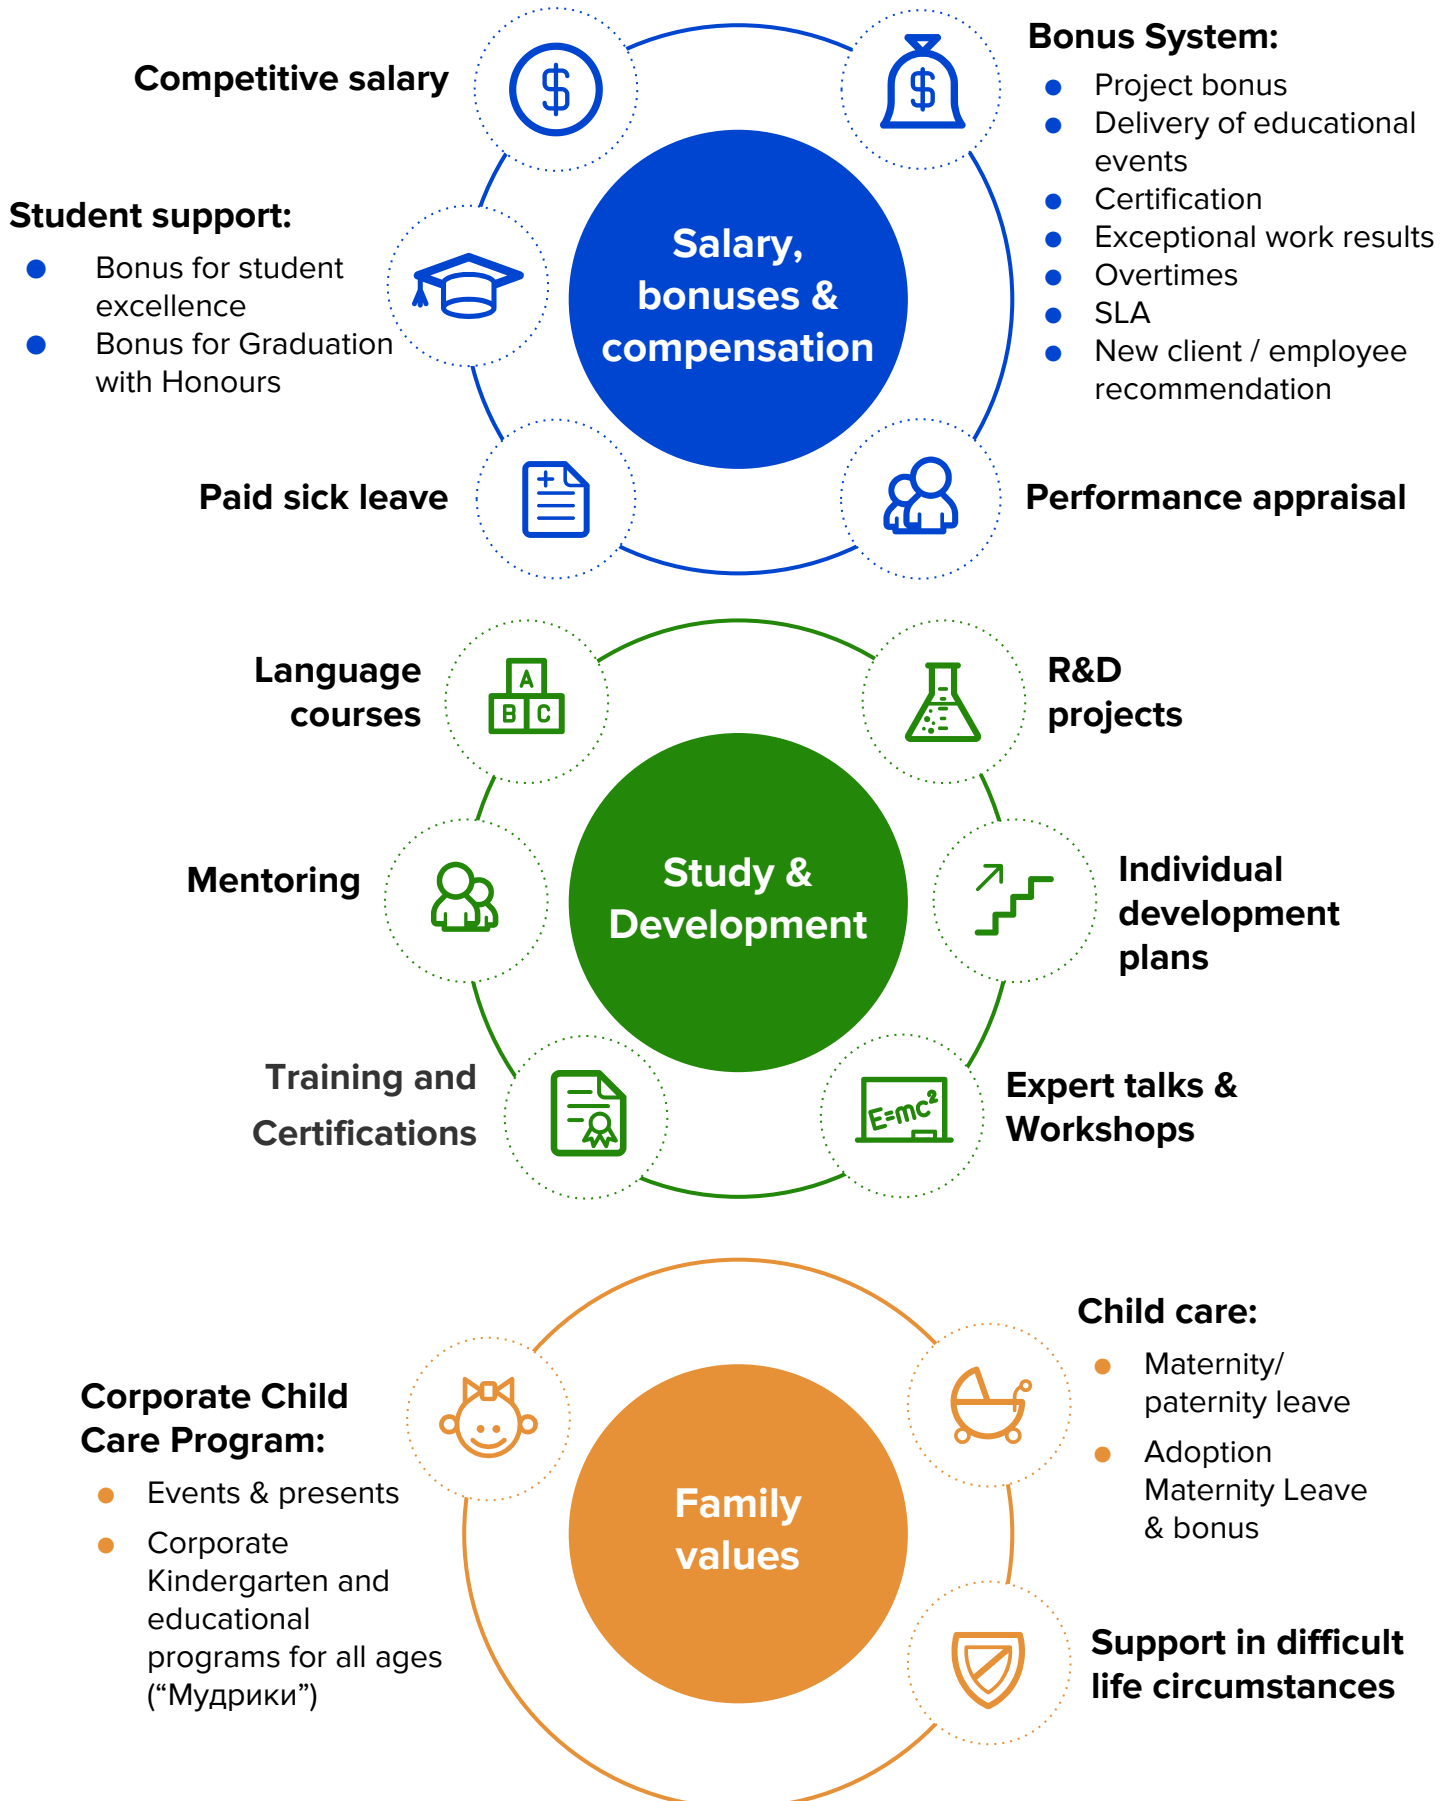 Competitive salary
Student support:
Bonus for student
excellence
Bonus for Graduation
with Honours
Paid sick leave
$
$
Salary,
bonuses &
compensation
Bonus System:
Project bonus
Delivery of educational
events
Certification
Exceptional work results
Overtimes
SLA
New client / employee
recommendation
Performance appraisal
Language
courses
A
B C
Mentoring
Training and
Certifications
Study &
Development
R&D
projects
Individual
development
plans
E=mc²
Expert talks &
Workshops
Corporate Child
Care Program:
Events & presents
Corporate
Kindergarten and
educational
programs for all ages
(“Мудрики”)
Family
values
Child care:
Maternity/
paternity leave
Adoption
Maternity Leave
& bonus
Support in difficult
life circumstances